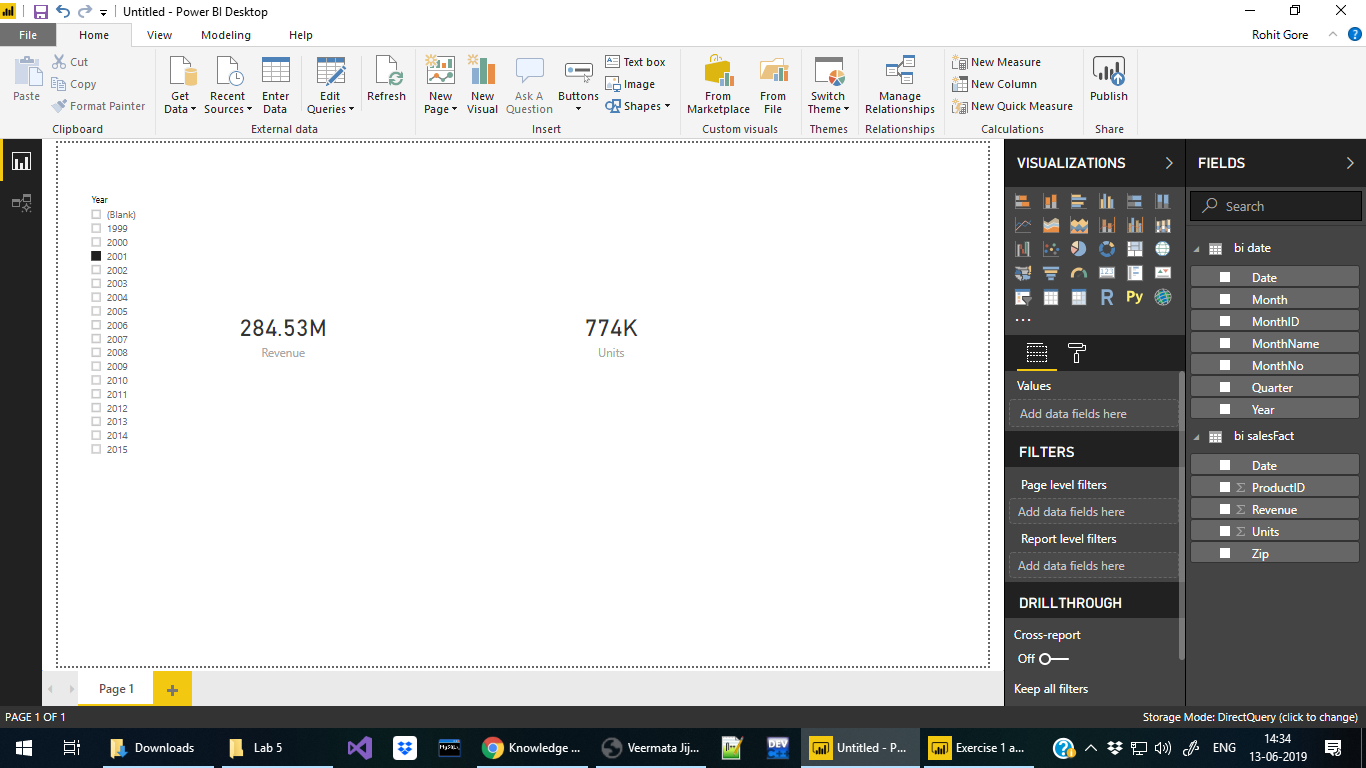 Untitled - Power BI Desktop
File Home View Modeling Help Rohit Gore
Paste Cut Copy Format Painter
Clipboard
Get Data Recent Sources Enter Data Edit Queries Refresh
External data
New Page New Visual Ask A Question Buttons Text box Image Shapes
Insert
From Marketplace From File
Custom visuals
Switch Theme
Themes
Manage Relationships
Relationships
New Measure
New Column
New Quick Measure
Calculations
Publish
Share
Year
(Blank)
1999
2000
2001
2002
2003
2004
2005
2006
2007
2008
2009
2010
2011
2012
2013
2014
2015
284.53M
Revenue
774K
Units
VISUALIZATIONS
R Py
...
Values
Add data fields here
FILTERS
Page level filters
Add data fields here
Report level filters
Add data fields here
DRILLTHROUGH
Cross-report
Off
Keep all filters
FIELDS
Search
bi date
Date
Month
MonthID
MonthName
MonthNo
Quarter
Year
bi salesFact
Date
Σ ProductID
Σ Revenue
Σ Units
Zip
Page 1 +
PAGE 1 OF 1 Storage Mode: DirectQuery (click to change)
Downloads Lab 5 MySQL Knowledge ... Veermata Jij... DEV C++ Untitled - P... Exercise 1 a... ENG 14:34
13-06-2019